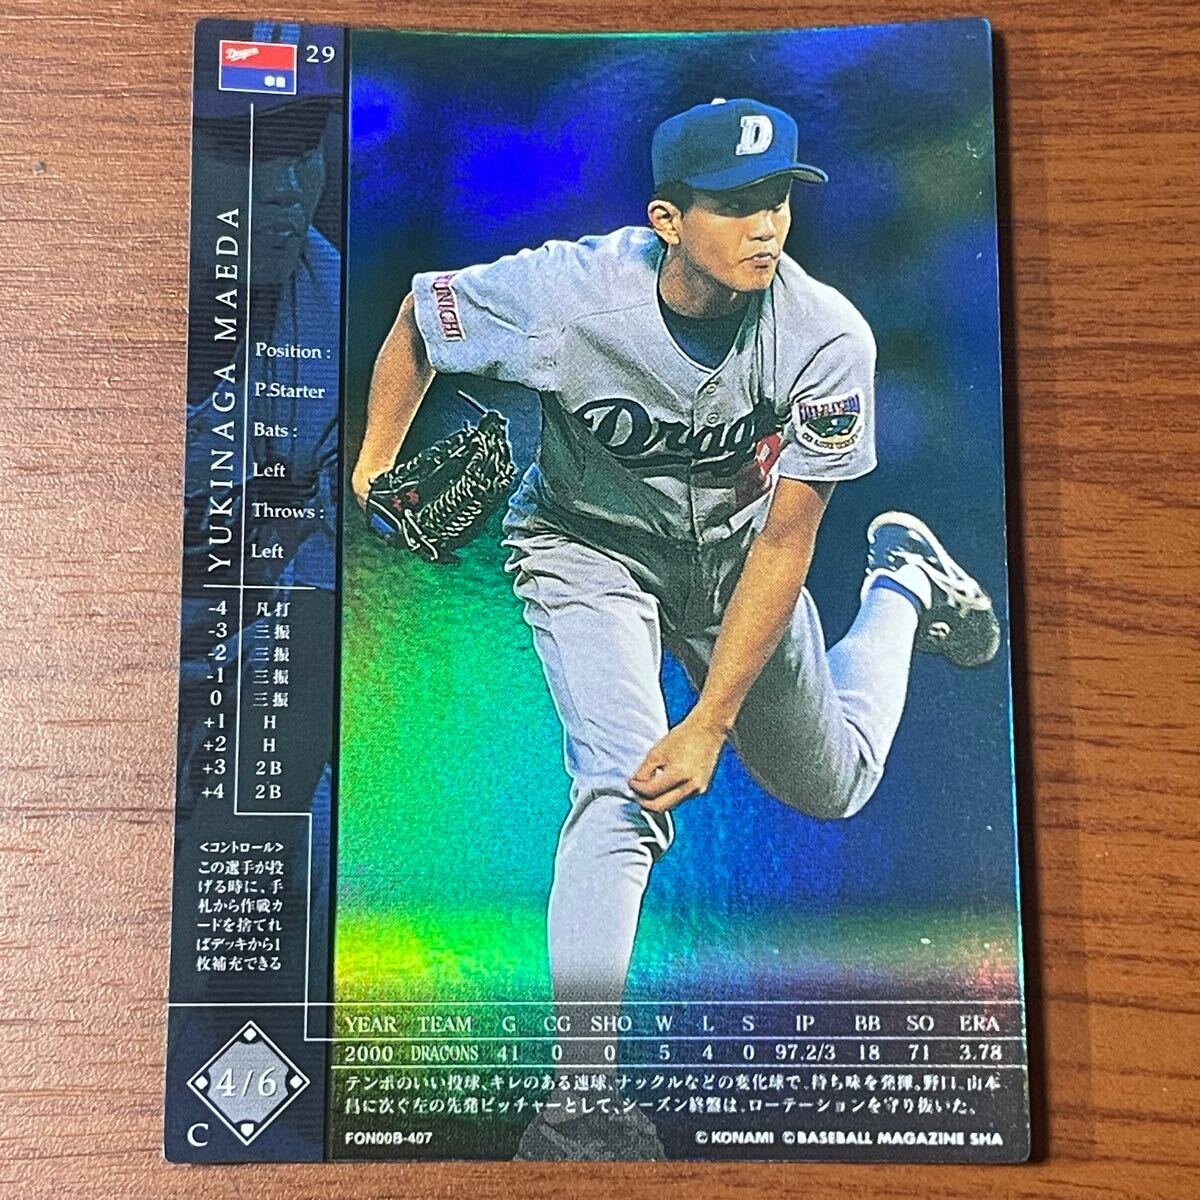 Dragons
中日
29
YUKINAGA MAEDA
Position :
P.Starter
Bats :
Left
Throws :
Left
-4 凡打
-3 三振
-2 三振
-1 三振
0 三振
+1 H
+2 H
+3 2B
+4 2B
<コントロール>
この選手が投
げる時に、手
札から作戦カ
ードを捨てれ
ばデッキから1
枚補充できる
D
CHUNICHI
Drago
YEAR TEAM G CG SHO W L S IP BB SO ERA
2000 DRAGONS 41 0 0 5 4 0 97.2/3 18 71 3.78
テンポのいい投球、キレのある速球、ナックルなどの変化球で、持ち味を発揮。野口、山本
昌に次ぐ左の先発ピッチャーとして、シーズン終盤は、ローテーションを守り抜いた。
4/6
C
FON00B-407
© KONAMI © BASEBALL MAGAZINE SHA